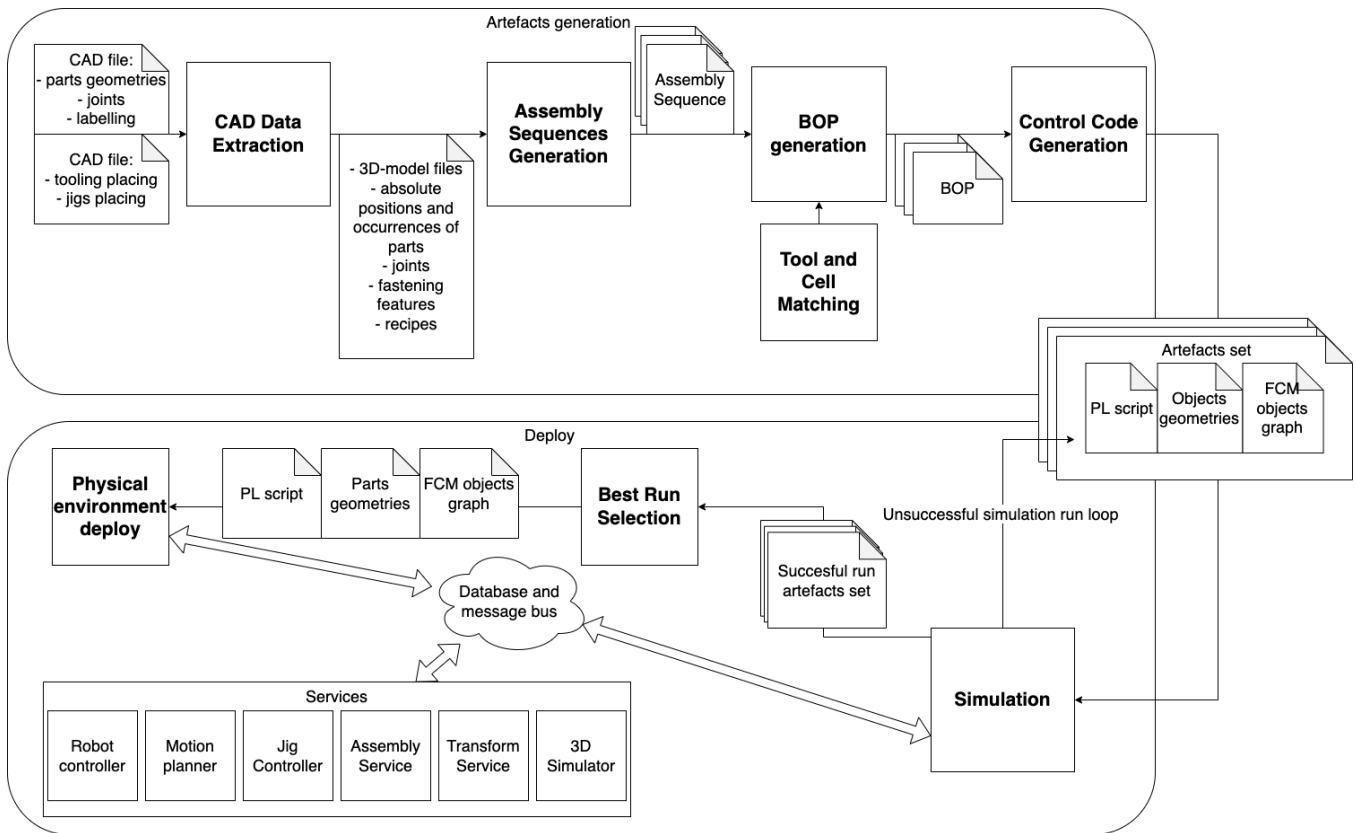 Artefacts generation
CAD file:
- parts geometries
- joints
- labelling
CAD file:
- tooling placing
- jigs placing
CAD Data
Extraction
- 3D-model files
- absolute
positions and
occurrences of
parts
- joints
- fastening
features
- recipes
Assembly
Sequences
Generation
Assembly
Sequence
BOP
generation
Tool and
Cell
Matching
BOP
Control Code
Generation
Artefacts set
PL script
Objects
geometries
FCM
objects
graph
Deploy
Physical
environment
deploy
PL script
Parts
geometries
FCM objects
graph
Best Run
Selection
Unsuccessful simulation run loop
Succesful run
artefacts set
Database and
message bus
Simulation
Services
Robot
controller
Motion
planner
Jig
Controller
Assembly
Service
Transform
Service
3D
Simulator